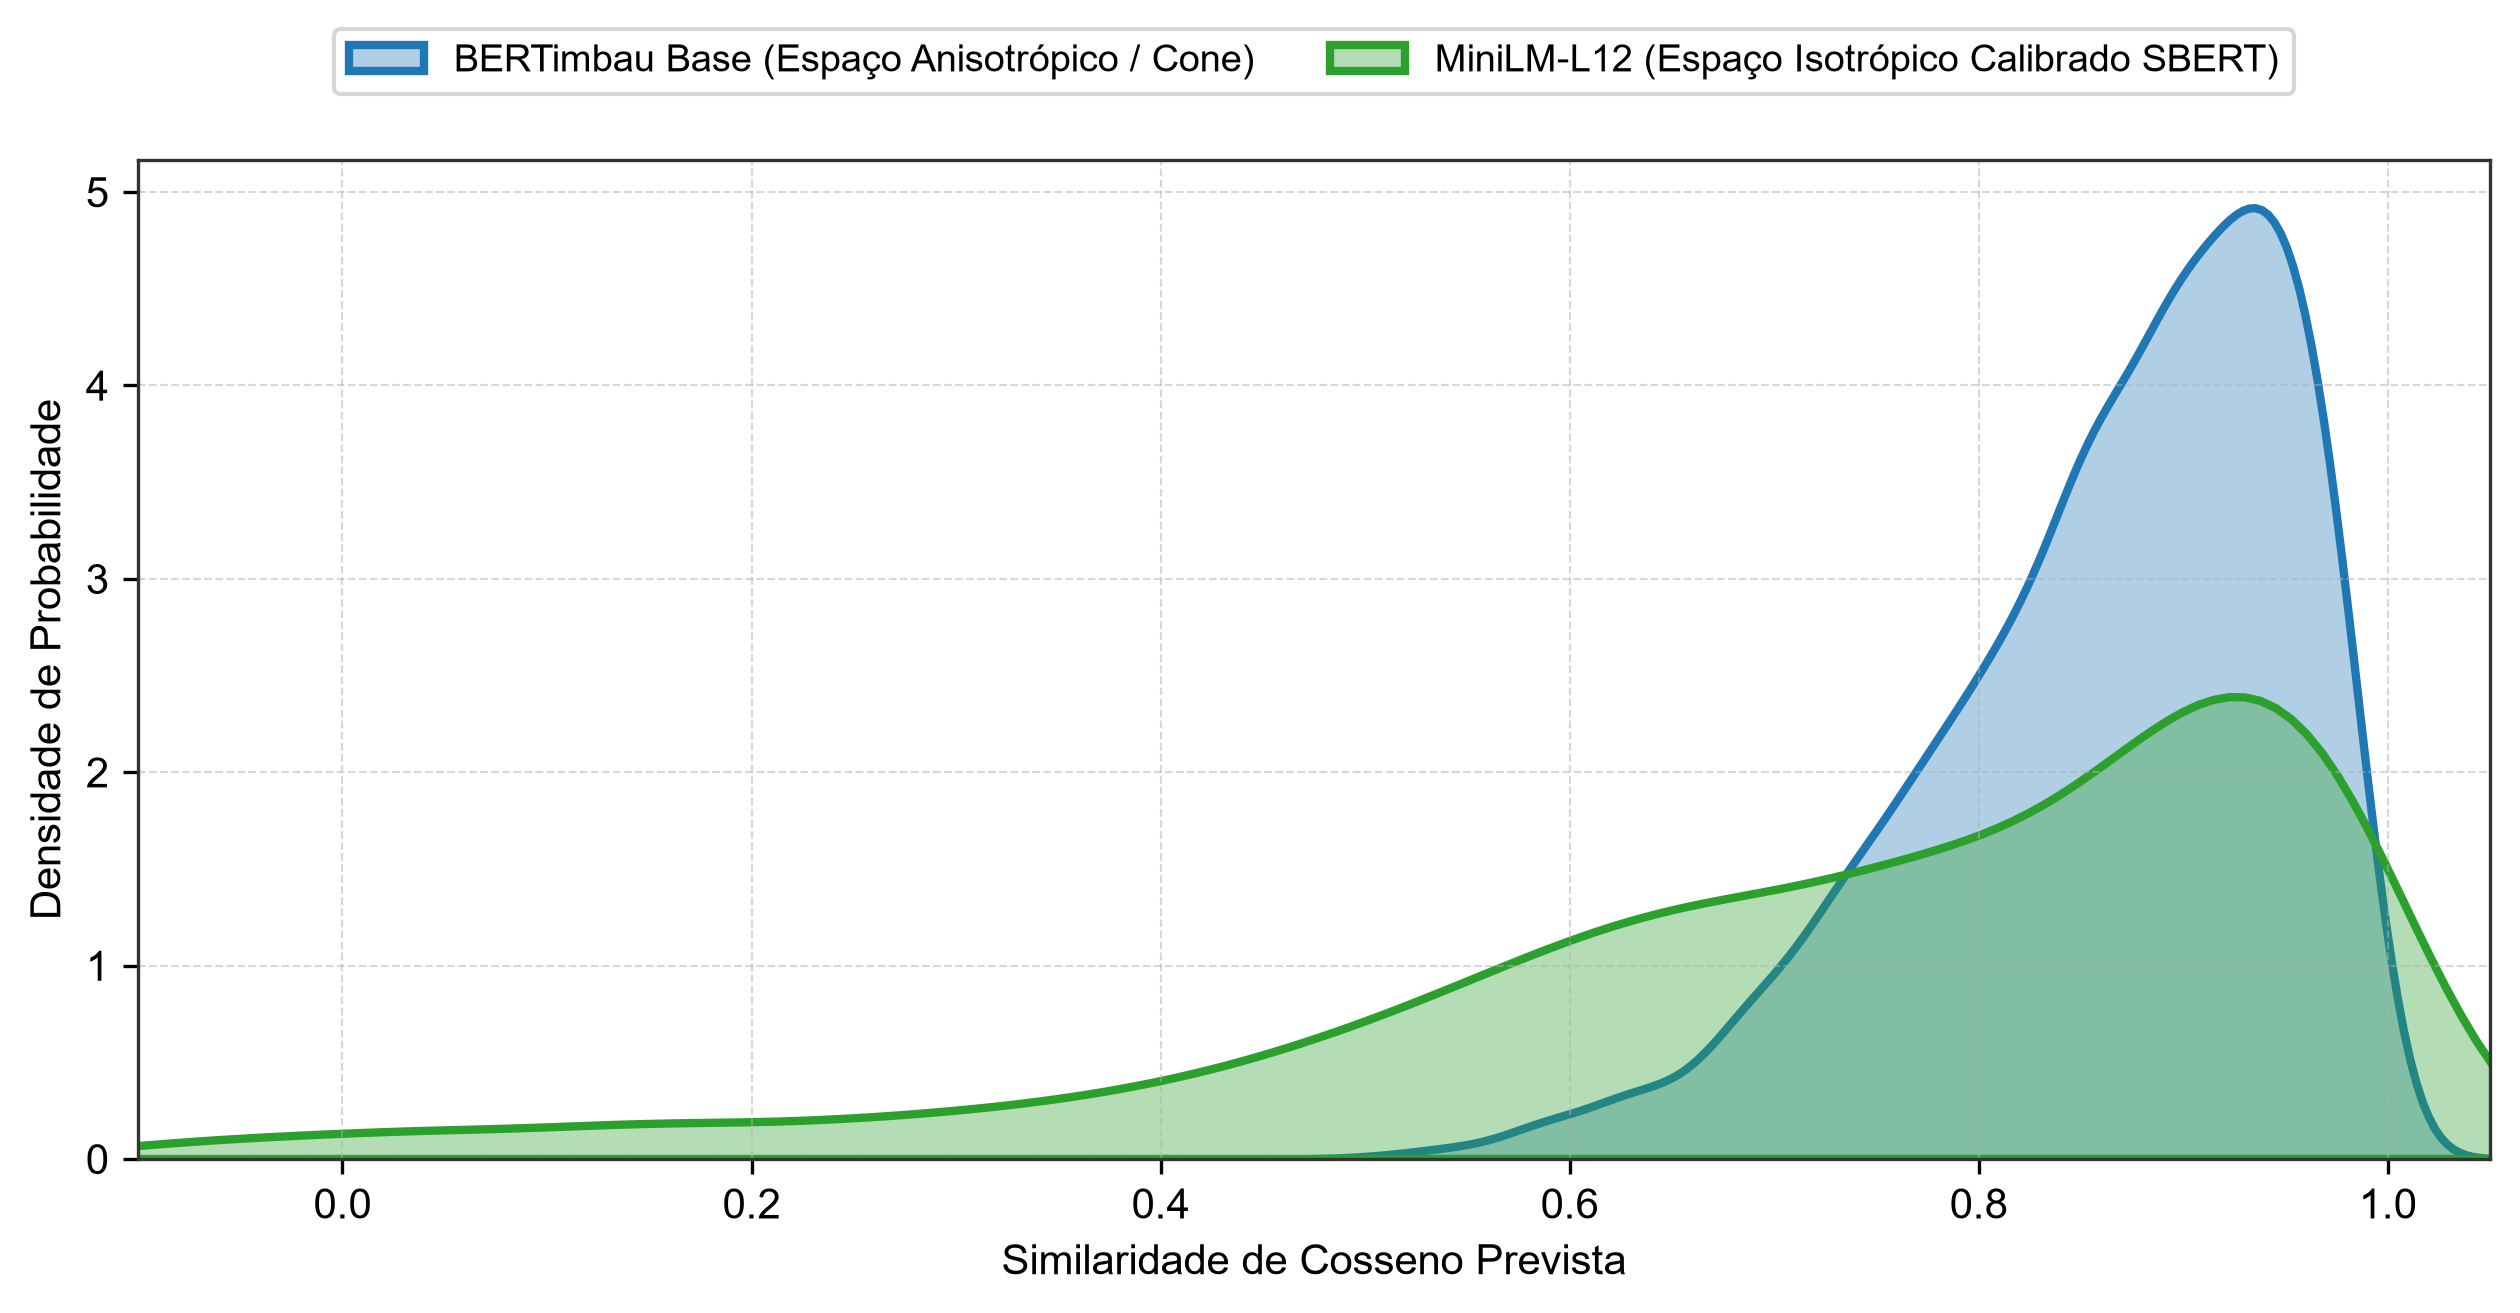 BERTimbau Base (Espaço Anisotrópico / Cone) MiniLM-L12 (Espaço Isotrópico Calibrado SBERT)
5
4
3
2
1
0
Densidade de Probabilidade
0.0 0.2 0.4 0.6 0.8 1.0
Similaridade de Cosseno Prevista